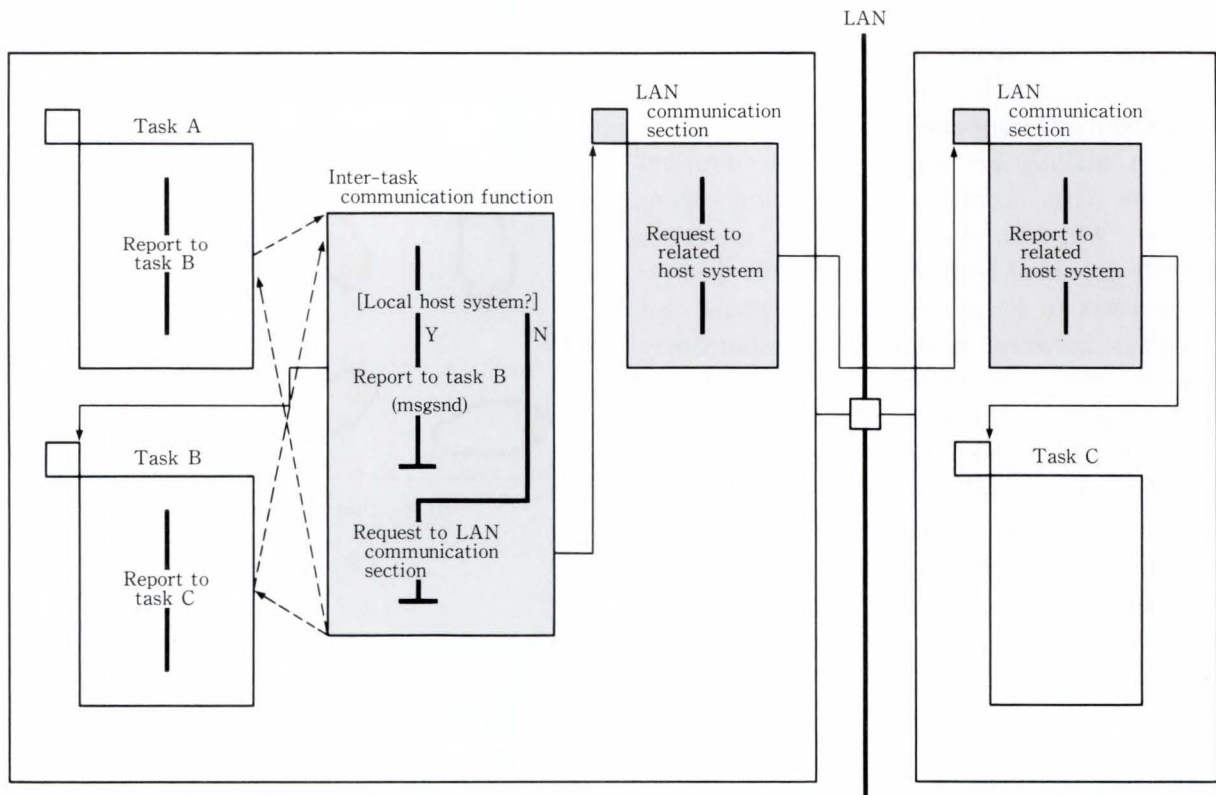 LAN
Task A
Report to
task B
Inter-task
communication function
[Local host system?]
Y
N
Report to task B
(msgsnd)
Request to LAN
communication
section
Task B
Report to
task C
LAN
communication
section
Request to
related
host system
LAN
communication
section
Report to
related
host system
Task C